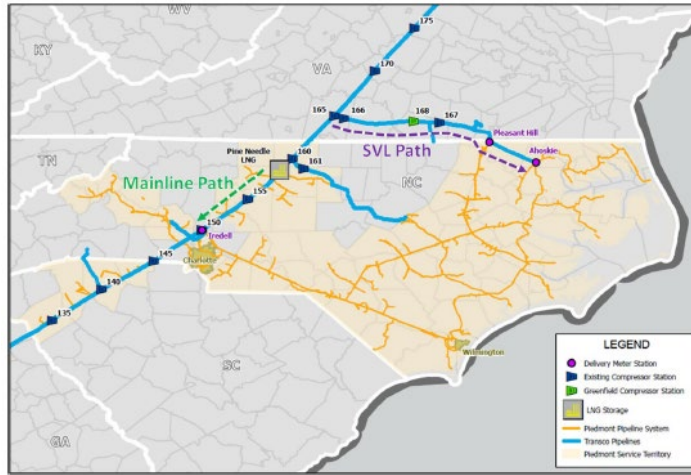 WV
175
KY
VA
170
165
166
168
167
Pleasant Hill
Ahoskie
SVL Path
Pine Needle
LNG
160
161
TN
NC
Mainline Path
155
150
Iredell
Charlotte
145
140
135
SC
Wilmington
GA
LEGEND
Delivery Meter Station
Existing Compressor Station
Greenfield Compressor Station
LNG Storage
Piedmont Pipeline System
Transco Pipelines
Piedmont Service Territory